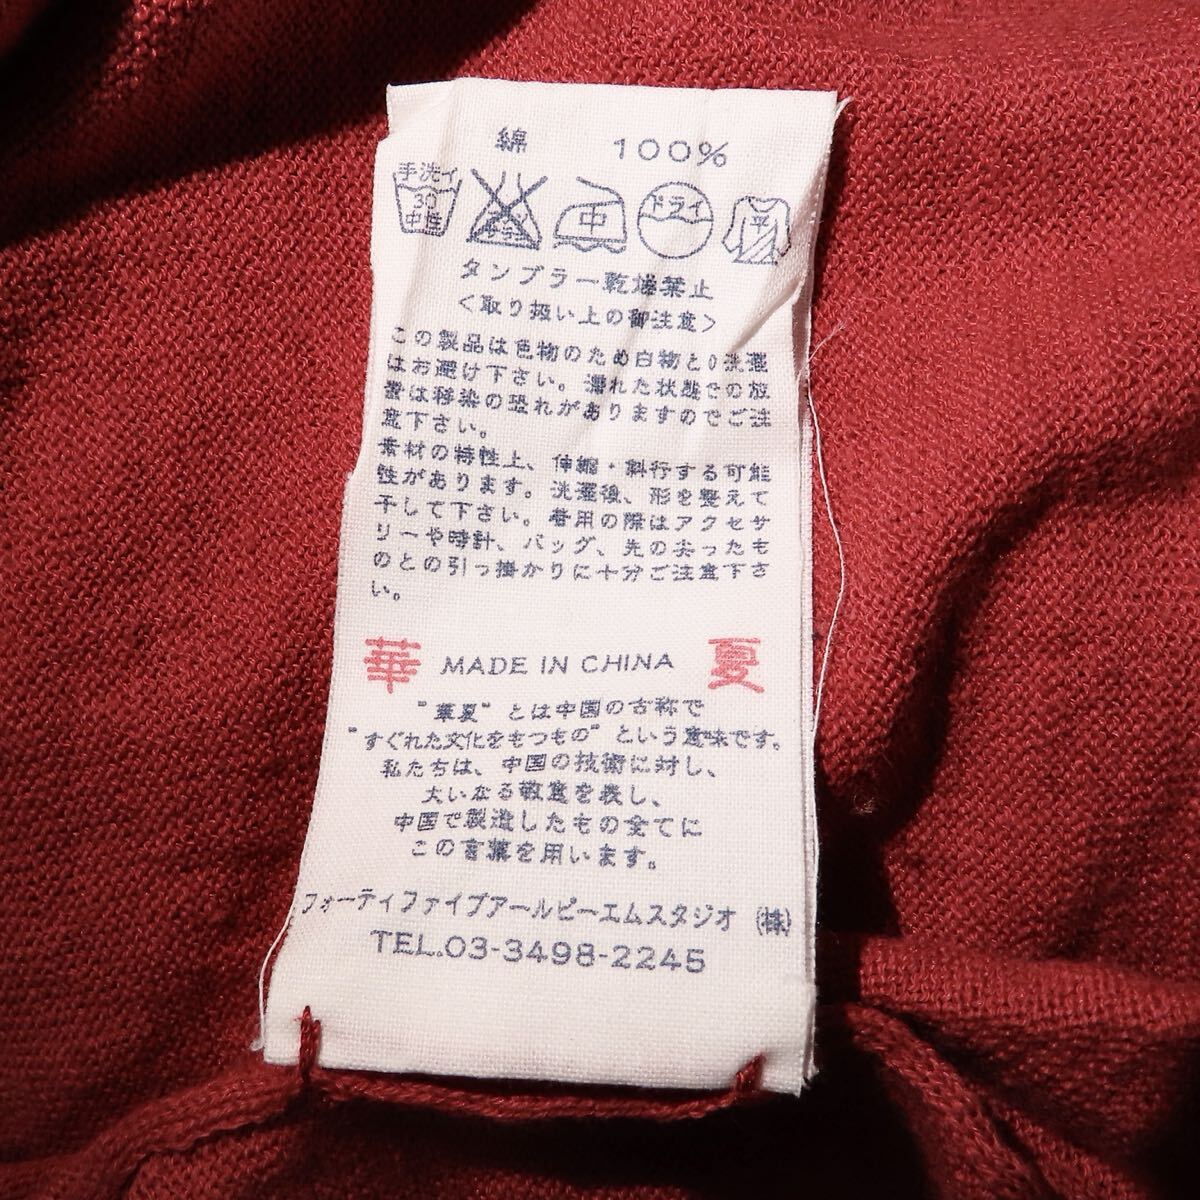 綿 100%
手洗イ
30
中性
中
ドライ
平
タンブラー乾燥禁止
<取り扱い上の御注意>
この製品は色物のため白物との洗濯
はお避け下さい。濡れた状態での放
置は移染の恐れがありますのでご注
意下さい。
素材の特性上、伸縮・斜行する可能
性があります。洗濯後、形を整えて
干して下さい。着用の際はアクセサ
リーや時計、バッグ、先の尖ったも
のとの引っ掛かりに十分ご注意下さ
い。
華 MADE IN CHINA 夏
"華夏"とは中国の古称で
"すぐれた文化をもつもの"という意味です。
私たちは、中国の技術に対し、
大いなる敬意を表し、
中国で製造したもの全てに
この言葉を用います。
フォーティファイブアールピーエムスタジオ(株)
TEL.03-3498-2245